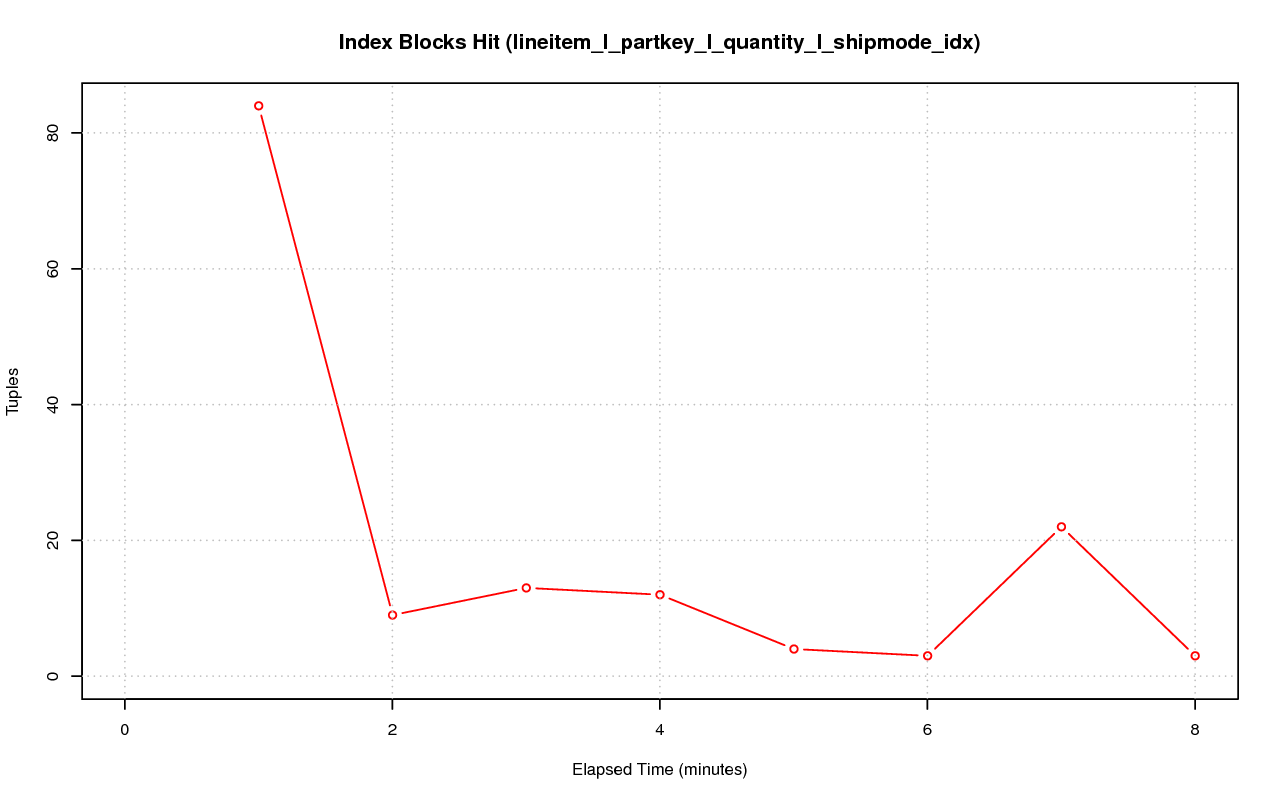 Index Blocks Hit (lineitem_l_partkey_l_quantity_l_shipmode_idx)
Tuples
80
60
40
20
0
0 2 4 6 8
Elapsed Time (minutes)